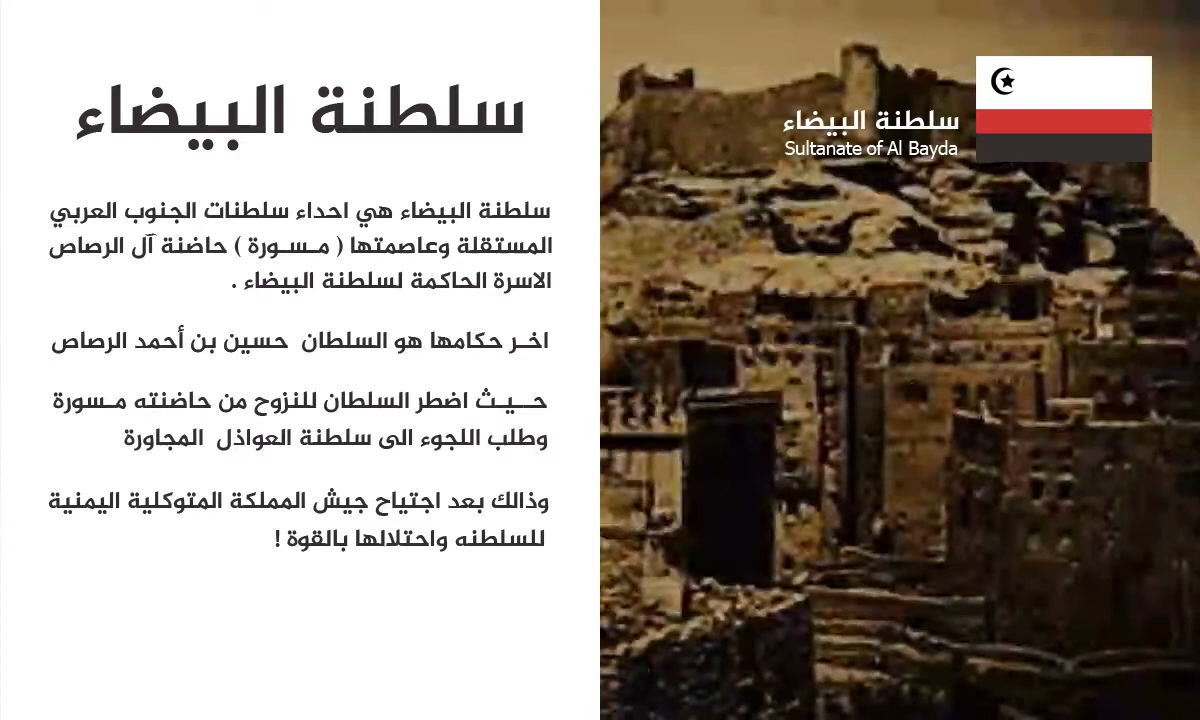 سلطنة البيضاء
سلطنة البيضاء هي احداء سلطنات الجنوب العربي
المستقلة وعاصمتها ( مـسـورة ) حاضنة آل الرصاص
الاسرة الحاكمة لسلطنة البيضاء .
اخـر حكامها هو السلطان حسين بن أحمد الرصاص
حــيـث اضطر السلطان للنزوح من حاضنته مـسورة
وطلب اللجوء الى سلطنة العواذل المجاورة
وذالك بعد اجتياح جيش المملكة المتوكلية اليمنية
للسلطنه واحتلالها بالقوة !
سلطنة البيضاء
Sultanate of Al Bayda